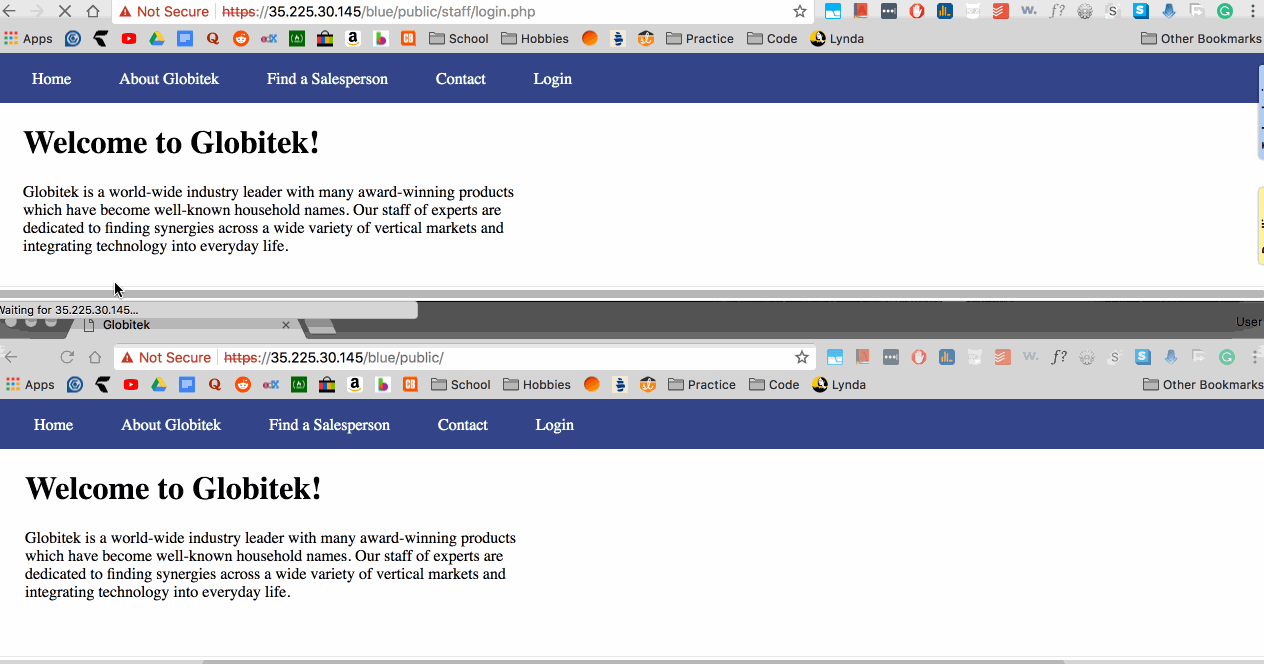 Not Secure https://35.225.30.145/blue/public/staff/login.php
Apps School Hobbies Practice Code Lynda Other Bookmarks
Home About Globitek Find a Salesperson Contact Login
Welcome to Globitek!
Globitek is a world-wide industry leader with many award-winning products
which have become well-known household names. Our staff of experts are
dedicated to finding synergies across a wide variety of vertical markets and
integrating technology into everyday life.
Waiting for 35.225.30.145...
Globitek User
Not Secure https://35.225.30.145/blue/public/
Apps School Hobbies Practice Code Lynda Other Bookmarks
Home About Globitek Find a Salesperson Contact Login
Welcome to Globitek!
Globitek is a world-wide industry leader with many award-winning products
which have become well-known household names. Our staff of experts are
dedicated to finding synergies across a wide variety of vertical markets and
integrating technology into everyday life.